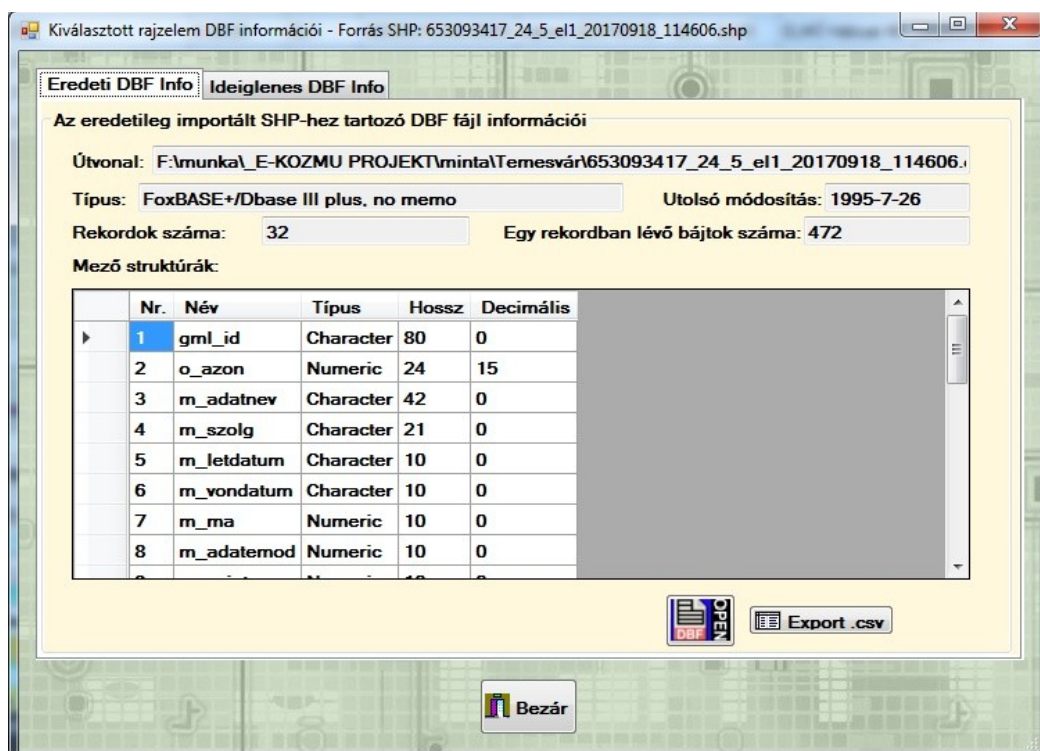 Kiválasztott rajzelem DBF információi - Forrás SHP: 653093417_24_5_el1_20170918_114606.shp
Eredeti DBF Info Ideiglenes DBF Info
Az eredetileg importált SHP-hez tartozó DBF fájl információi
Útvonal: F:\munka\_E-KOZMU PROJEKT\minta\Temesvár\653093417_24_5_el1_20170918_114606.
Típus: FoxBASE+/Dbase III plus, no memo Utolsó módosítás: 1995-7-26
Rekordok száma: 32 Egy rekordban lévő bájtok száma: 472
Mező struktúrák:
Nr. Név Típus Hossz Decimális
1 gml_id Character 80 0
2 o_azon Numeric 24 15
3 m_adatnev Character 42 0
4 m_szolg Character 21 0
5 m_letdatum Character 10 0
6 m_vondatum Character 10 0
7 m_ma Numeric 10 0
8 m_adatemod Numeric 10 0
DBF OPEN Export .csv
Bezár